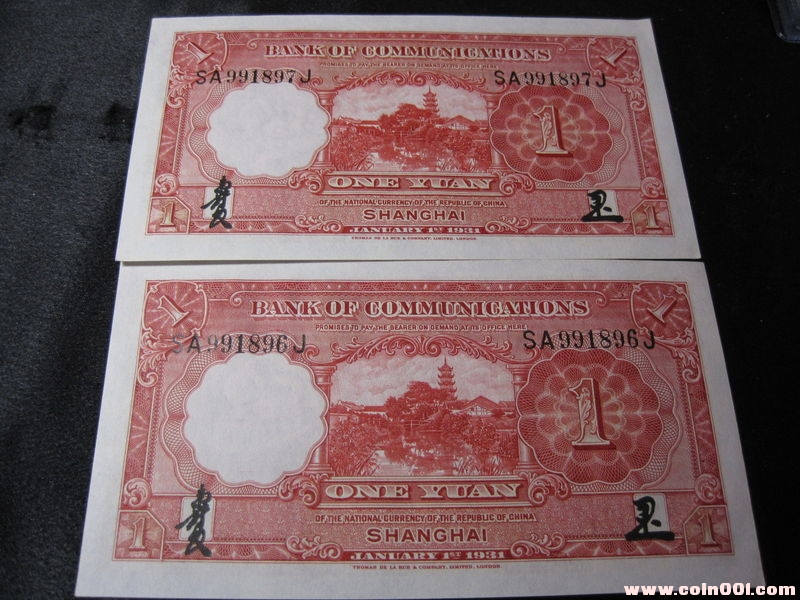 BANK OF COMMUNICATIONS
PROMISES TO PAY THE BEARER ON DEMAND AT ITS OFFICE HERE
SA991897J SA991897J
1
ONE YUAN
OF THE NATIONAL CURRENCY OF THE REPUBLIC OF CHINA
SHANGHAI
1 JANUARY 1ST 1931 1
THOMAS DE LA RUE & COMPANY, LIMITED, LONDON.
1 1
BANK OF COMMUNICATIONS
PROMISES TO PAY THE BEARER ON DEMAND AT ITS OFFICE HERE
SA991896J SA991896J
1
ONE YUAN
OF THE NATIONAL CURRENCY OF THE REPUBLIC OF CHINA
SHANGHAI
1 JANUARY 1ST 1931 1
THOMAS DE LA RUE & COMPANY, LIMITED, LONDON.
www.coin001.com